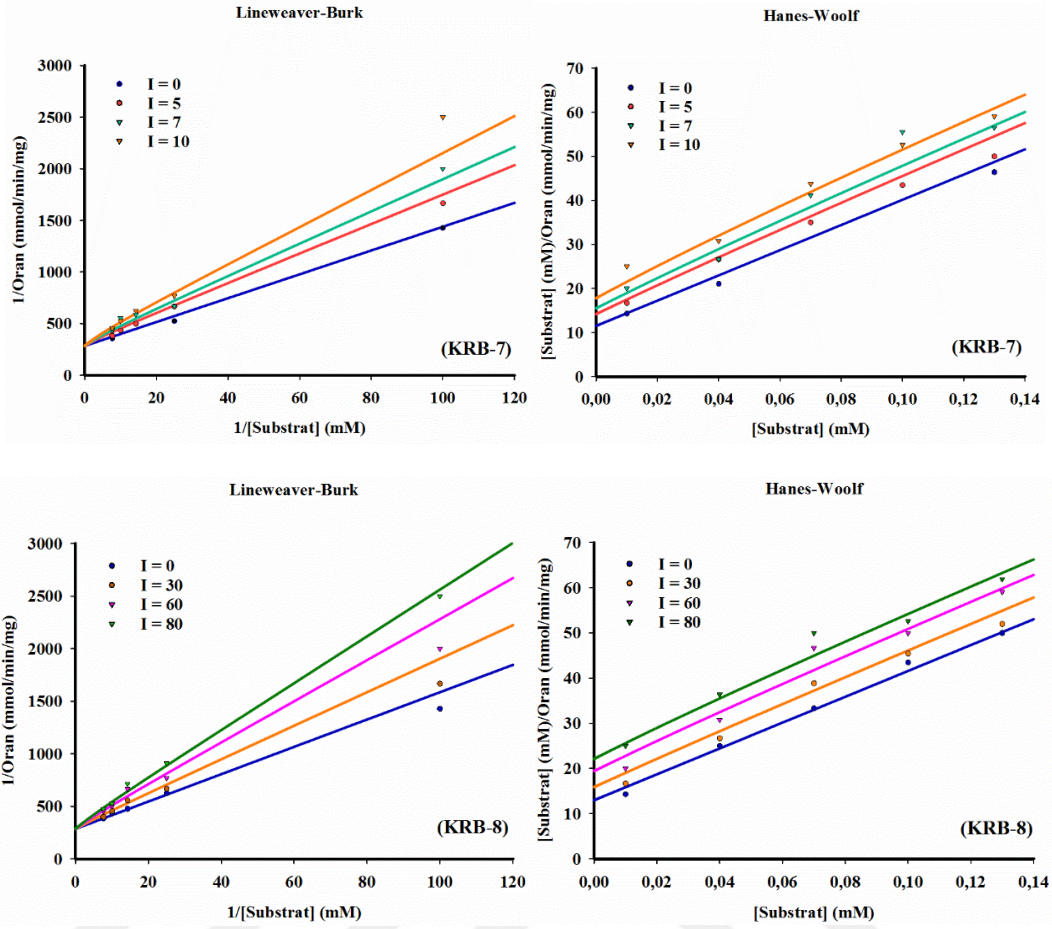 Lineweaver-Burk
I = 0
I = 5
I = 7
I = 10
1/Oran (mmol/min/mg)
3000
2500
2000
1500
1000
500
0
0 20 40 60 80 100 120
1/[Substrat] (mM)
(KRB-7)
Hanes-Woolf
I = 0
I = 5
I = 7
I = 10
[Substrat] (mM)/Oran (mmol/min/mg)
70
60
50
40
30
20
10
0
0,00 0,02 0,04 0,06 0,08 0,10 0,12 0,14
[Substrat] (mM)
(KRB-7)
Lineweaver-Burk
I = 0
I = 30
I = 60
I = 80
1/Oran (mmol/min/mg)
3000
2500
2000
1500
1000
500
0
0 20 40 60 80 100 120
1/[Substrat] (mM)
(KRB-8)
Hanes-Woolf
I = 0
I = 30
I = 60
I = 80
[Substrat] (mM)/Oran (mmol/min/mg)
70
60
50
40
30
20
10
0
0,00 0,02 0,04 0,06 0,08 0,10 0,12 0,14
[Substrat] (mM)
(KRB-8)